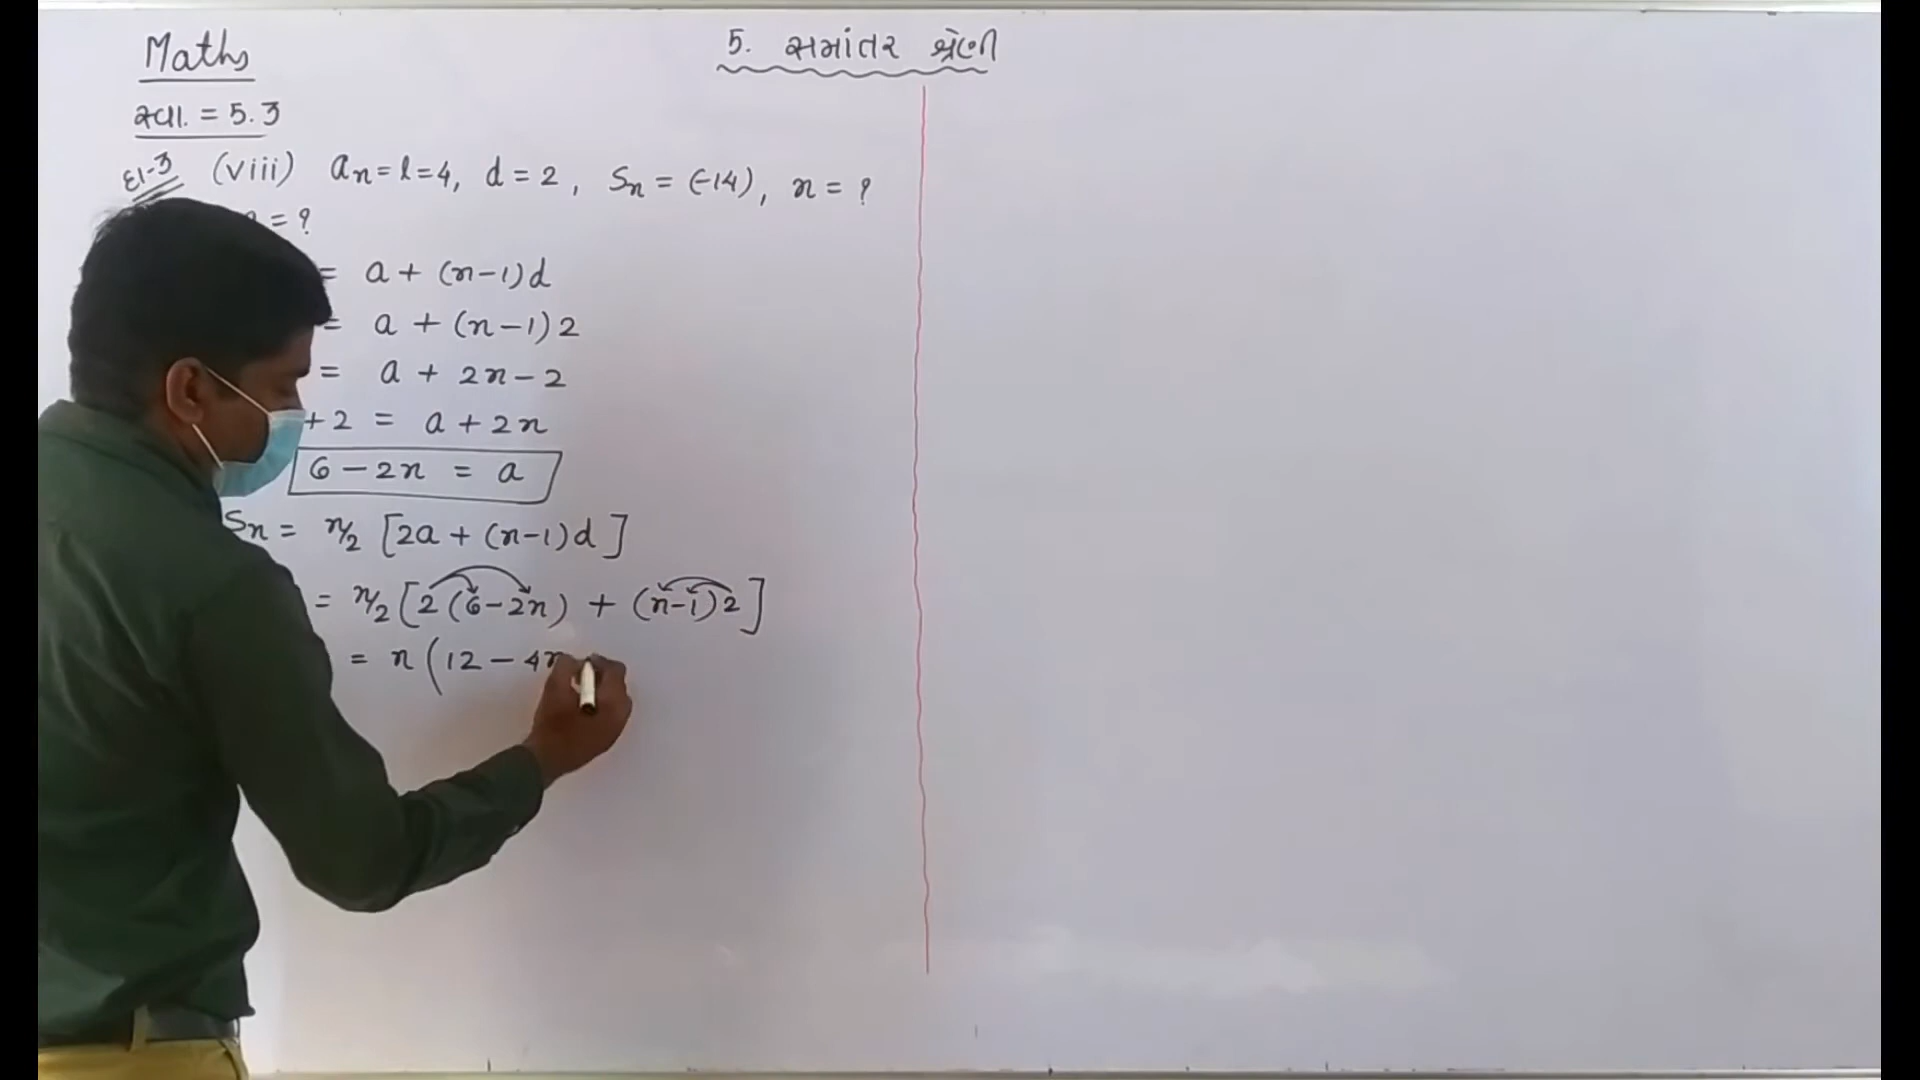 Maths
5. સમાંતર શ્રેણી
સ્વા. = 5.3
દા-3 (viii) an = l = 4, d = 2, Sn = (-14), n = ?
= ?
= a + (n-1)d
= a + (n-1)2
= a + 2n - 2
+2 = a + 2n
6 - 2n = a
Sn = n/2 [2a + (n-1)d]
= n/2 [2(6-2n) + (n-1)2]
= n(12 - 4n